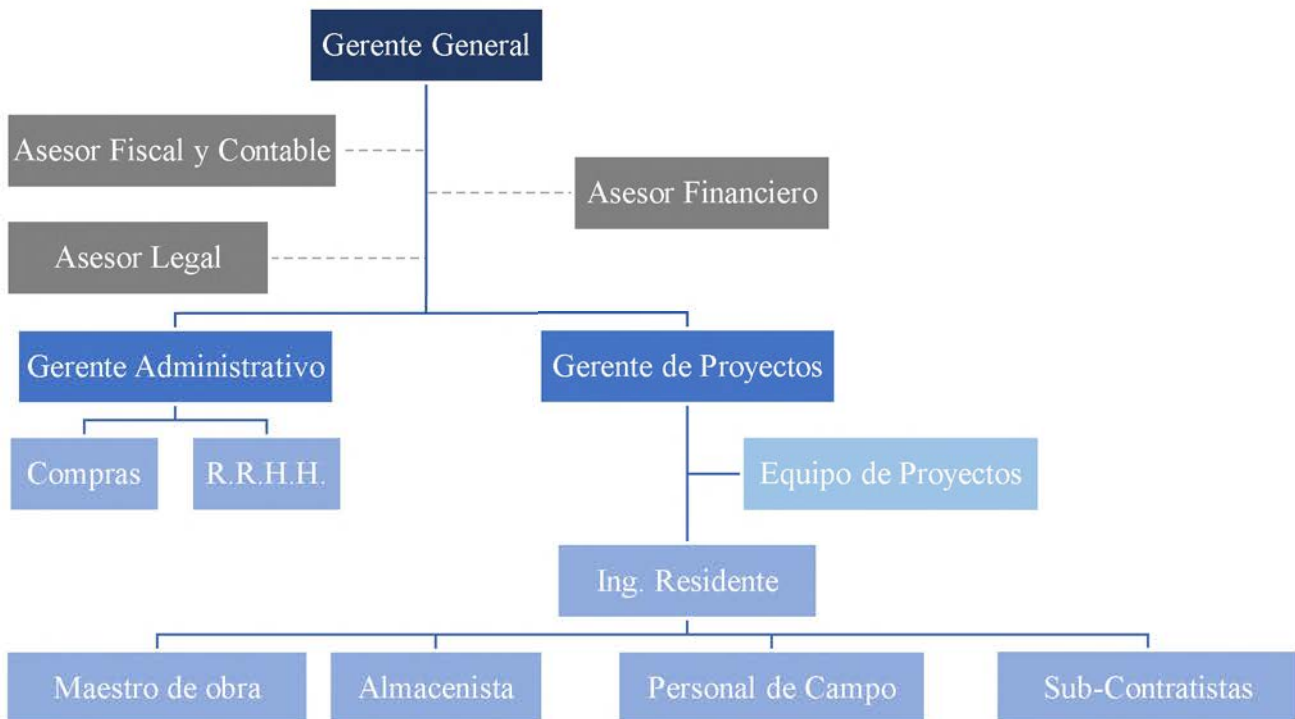 Gerente General
Asesor Fiscal y Contable
Asesor Financiero
Asesor Legal
Gerente Administrativo
Gerente de Proyectos
Compras
R.R.H.H.
Equipo de Proyectos
Ing. Residente
Maestro de obra
Almacenista
Personal de Campo
Sub-Contratistas